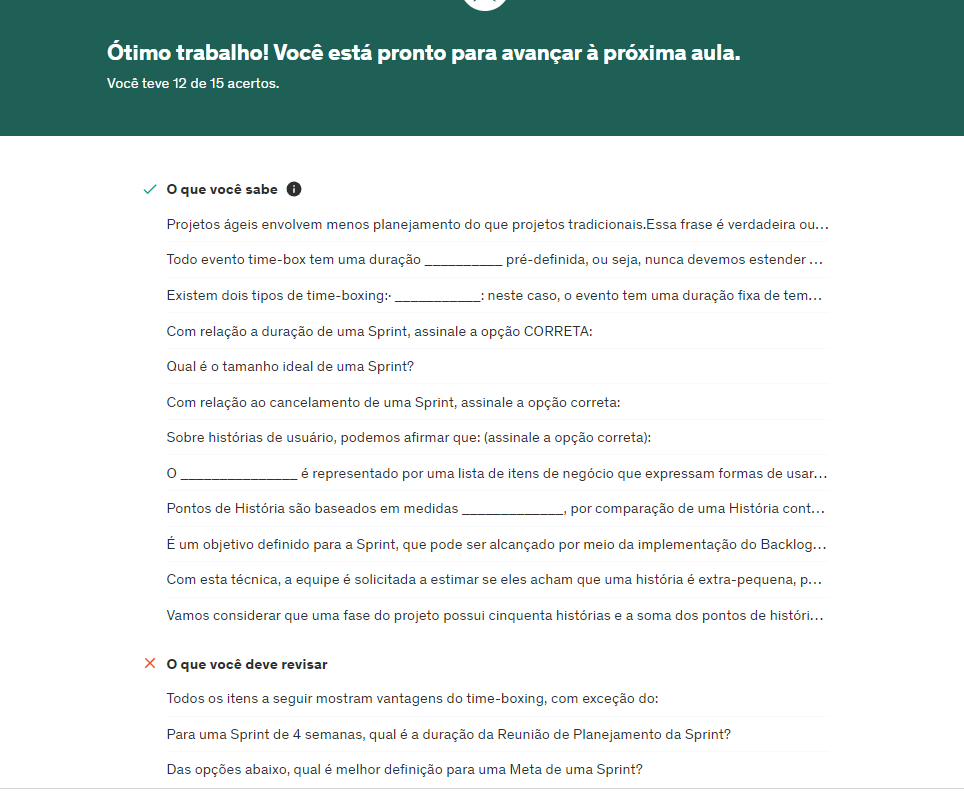 Ótimo trabalho! Você está pronto para avançar à próxima aula.
Você teve 12 de 15 acertos.
O que você sabe
Projetos ágeis envolvem menos planejamento do que projetos tradicionais.Essa frase é verdadeira ou...
Todo evento time-box tem uma duração __________ pré-definida, ou seja, nunca devemos estender ...
Existem dois tipos de time-boxing:· ___________: neste caso, o evento tem uma duração fixa de tem...
Com relação a duração de uma Sprint, assinale a opção CORRETA:
Qual é o tamanho ideal de uma Sprint?
Com relação ao cancelamento de uma Sprint, assinale a opção correta:
Sobre histórias de usuário, podemos afirmar que: (assinale a opção correta):
O _______________ é representado por uma lista de itens de negócio que expressam formas de usar...
Pontos de História são baseados em medidas _____________, por comparação de uma História cont...
É um objetivo definido para a Sprint, que pode ser alcançado por meio da implementação do Backlog...
Com esta técnica, a equipe é solicitada a estimar se eles acham que uma história é extra-pequena, p...
Vamos considerar que uma fase do projeto possui cinquenta histórias e a soma dos pontos de históri...
O que você deve revisar
Todos os itens a seguir mostram vantagens do time-boxing, com exceção do:
Para uma Sprint de 4 semanas, qual é a duração da Reunião de Planejamento da Sprint?
Das opções abaixo, qual é melhor definição para uma Meta de uma Sprint?